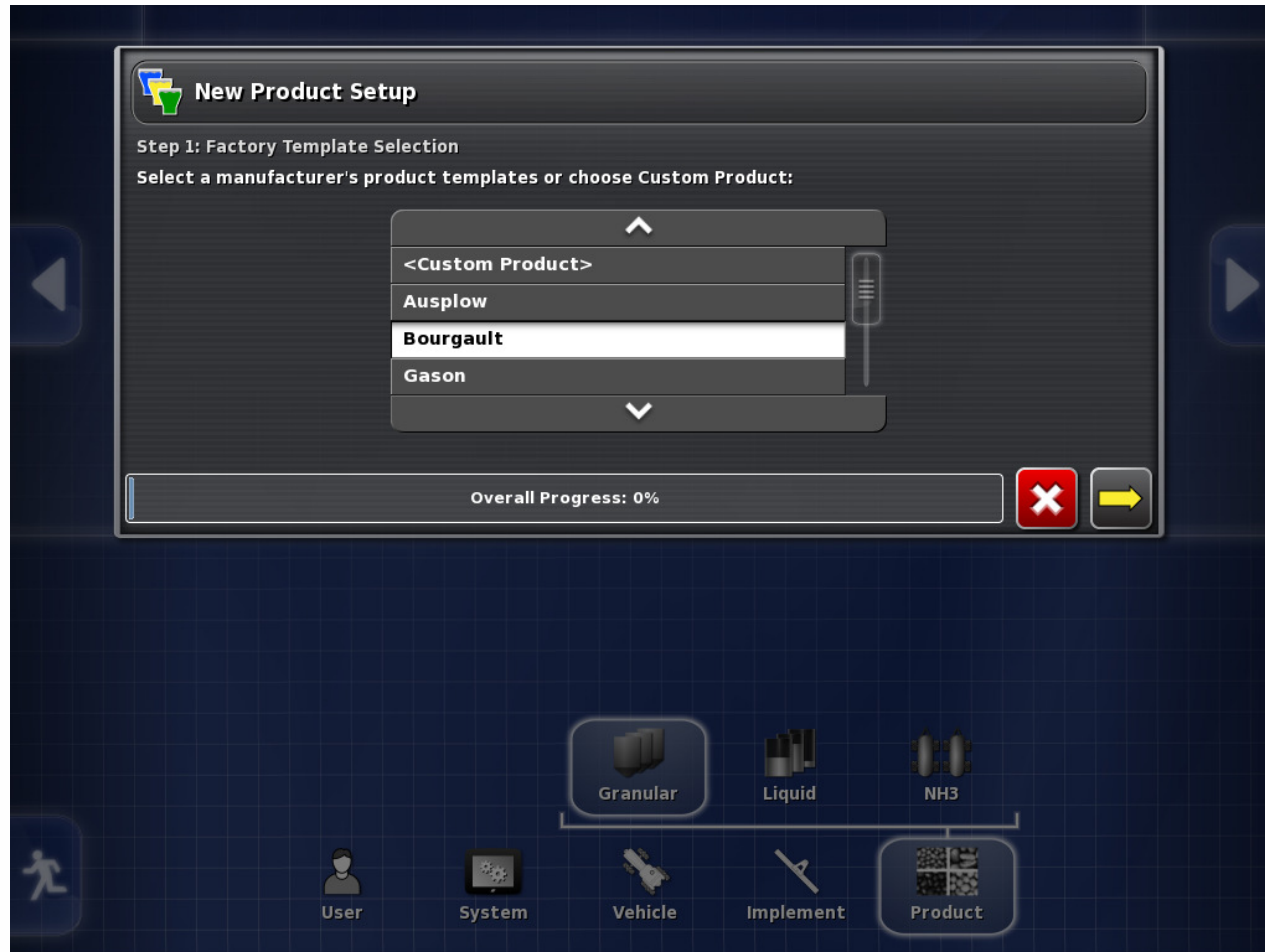 New Product Setup
Step 1: Factory Template Selection
Select a manufacturer's product templates or choose Custom Product:
<Custom Product>
Ausplow
Bourgault
Gason
Overall Progress: 0%
Granular
Liquid
NH3
User
System
Vehicle
Implement
Product